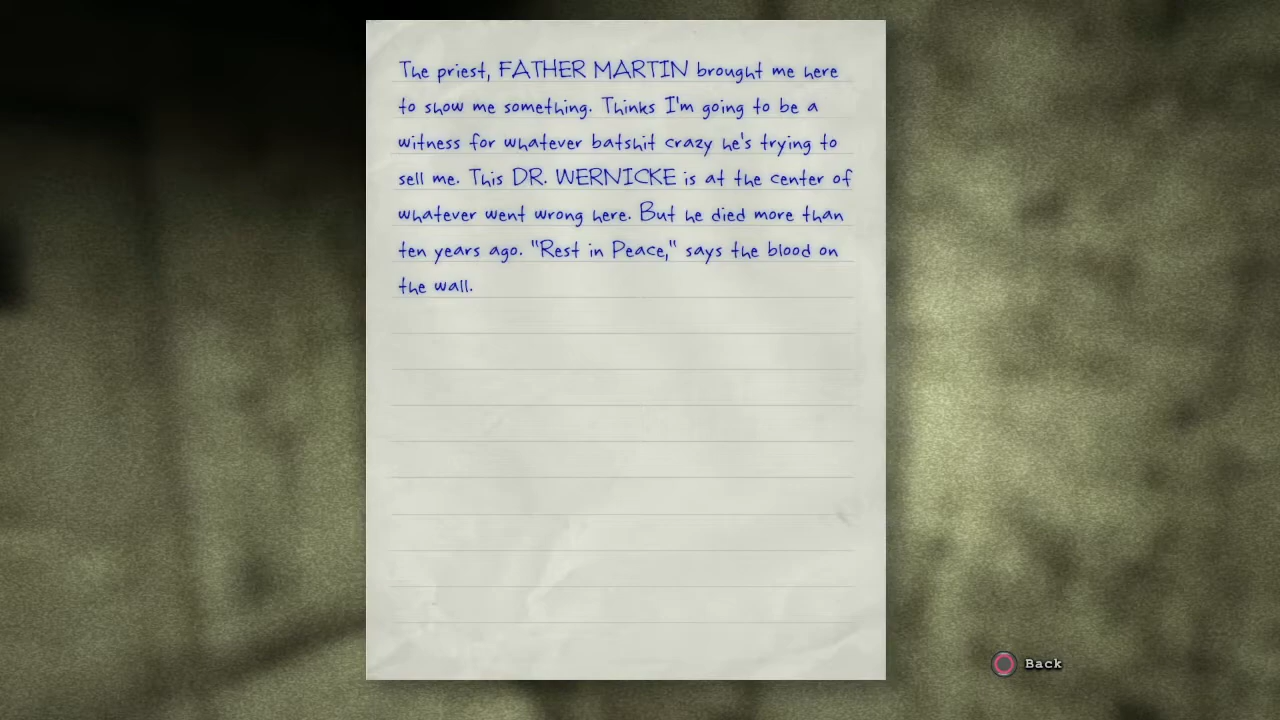 The priest, FATHER MARTIN brought me here
to show me something. Thinks I'm going to be a
witness for whatever batshit crazy he's trying to
sell me. This DR. WERNICKE is at the center of
whatever went wrong here. But he died more than
ten years ago. "Rest in Peace," says the blood on
the wall.
Back